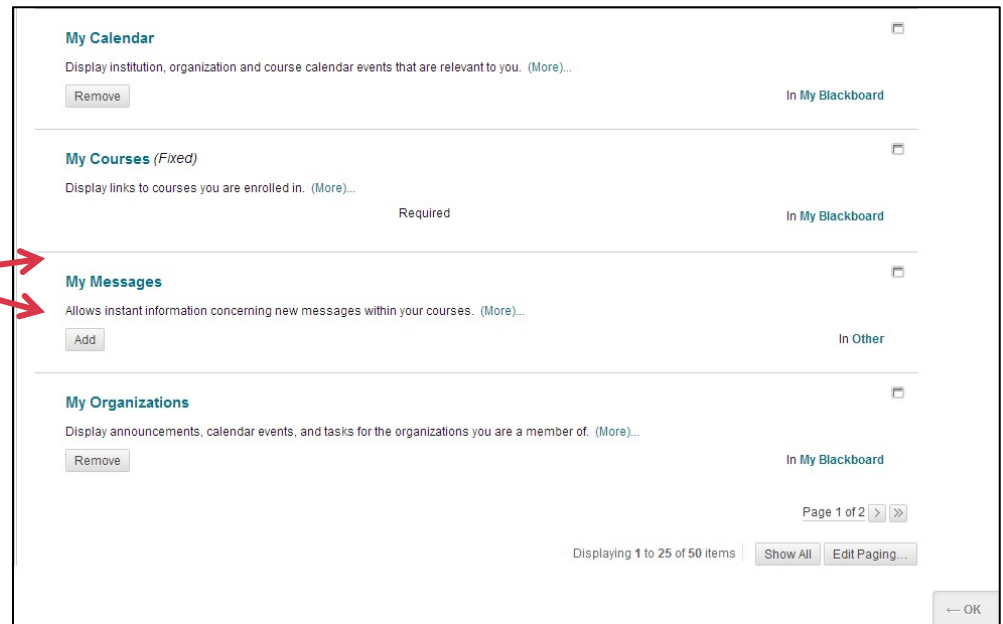 My Calendar
Display institution, organization and course calendar events that are relevant to you. (More)...
Remove
In My Blackboard
My Courses (Fixed)
Display links to courses you are enrolled in. (More)...
Required
In My Blackboard
My Messages
Allows instant information concerning new messages within your courses. (More)...
Add
In Other
My Organizations
Display announcements, calendar events, and tasks for the organizations you are a member of. (More)...
Remove
In My Blackboard
Page 1 of 2 > >>
Displaying 1 to 25 of 50 items Show All Edit Paging...
← OK